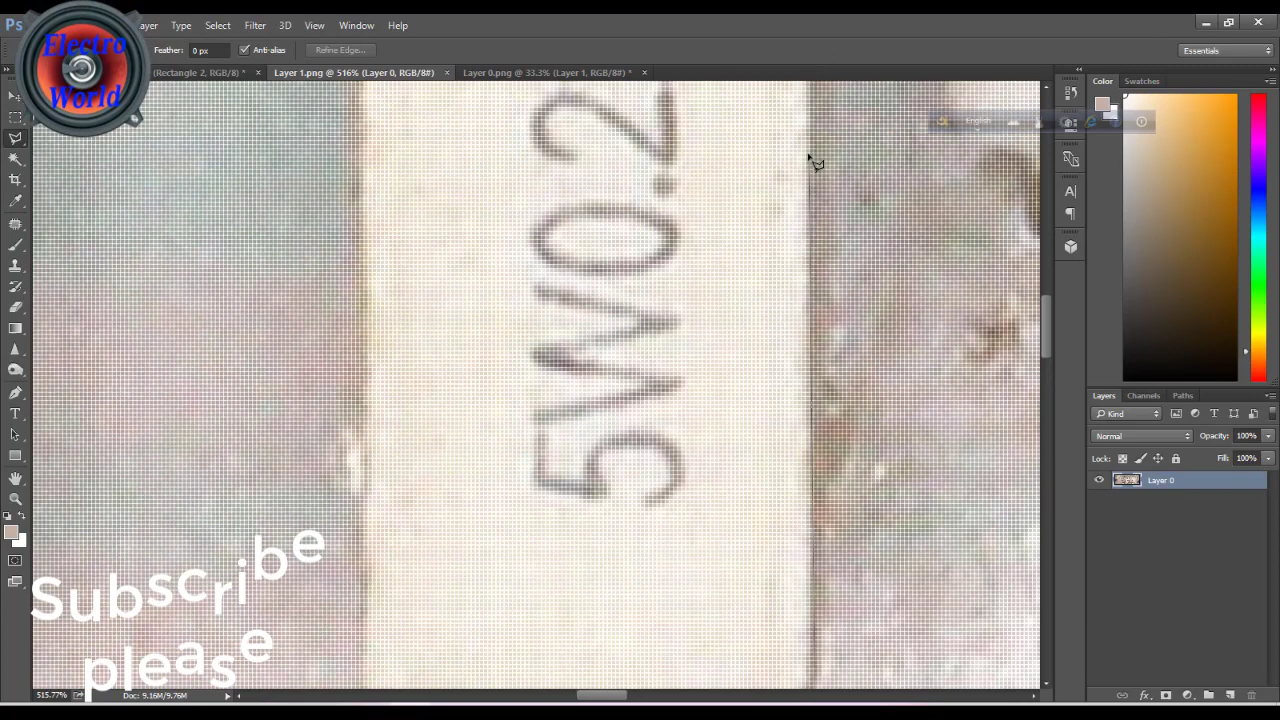 Ps
Layer Type Select Filter 3D View Window Help
Feather: 0 px Anti-alias Refine Edge... Essentials
(Rectangle 2, RGB/8) * × Layer 1.png @ 516% (Layer 0, RGB/8#) × Layer 0.png @ 33.3% (Layer 1, RGB/8#) * ×
Electro
World
Color Swatches
English
5W0.2
Layers Channels Paths
Kind
Normal Opacity: 100%
Lock: Fill: 100%
Layer 0
Subscribe
please
515.77% Doc: 9.16M/9.76M